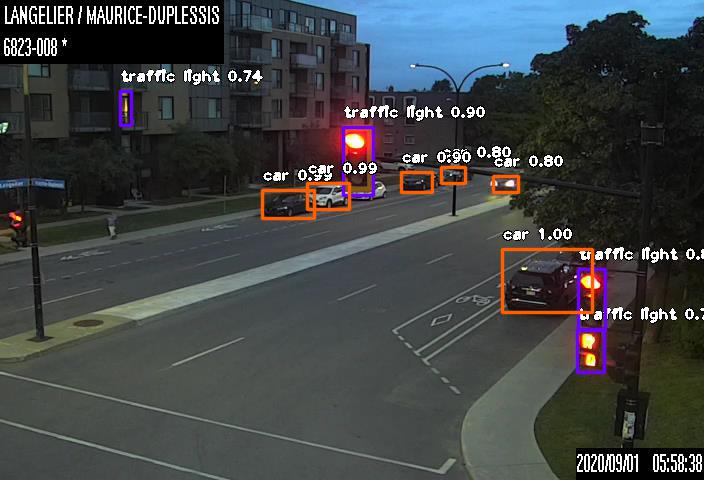 LANGELIER / MAURICE-DUPLESSIS
6823-008 *
traffic light 0.74
traffic light 0.90
car 0.99
car 0.99
car 0.90
car 0.80
car 0.80
car 1.00
traffic light 0.8
traffic light 0.7
2020/09/01 05:58:38